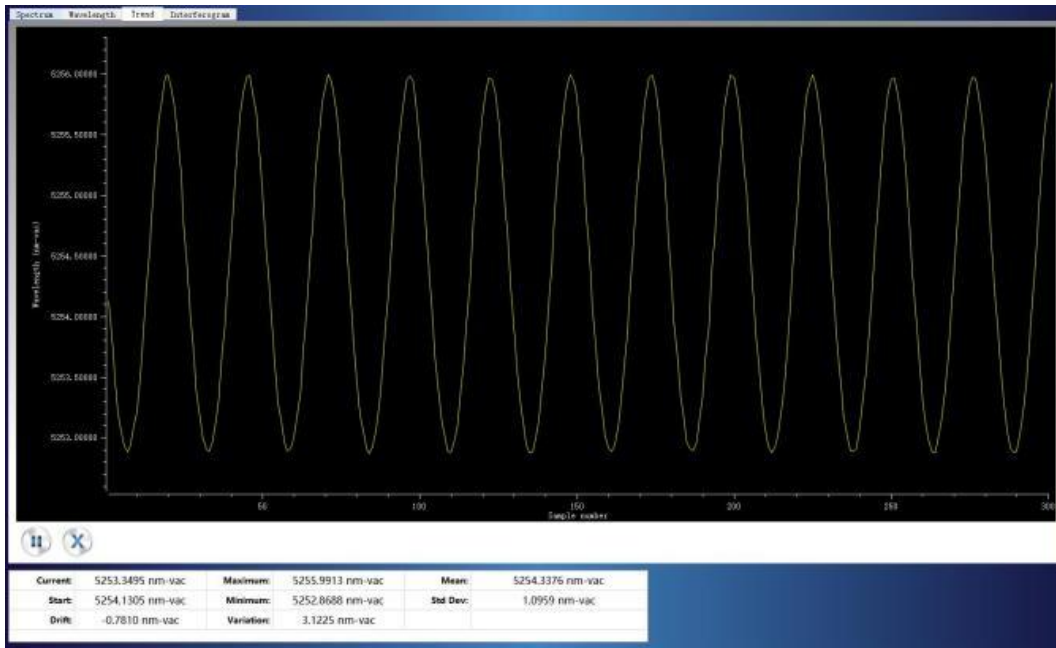 Spectrum Wavelength Trend Interferogram
5256.00000
5255.50000
5255.00000
5254.50000
5254.00000
5253.50000
5253.00000
Wavelength (nm-vac)
50 100 150 200 250 300
Sample number
Current: 5253.3495 nm-vac Maximum: 5255.9913 nm-vac Mean: 5254.3376 nm-vac
Start: 5254.1305 nm-vac Minimum: 5252.8688 nm-vac Std Dev: 1.0959 nm-vac
Drift: -0.7810 nm-vac Variation: 3.1225 nm-vac